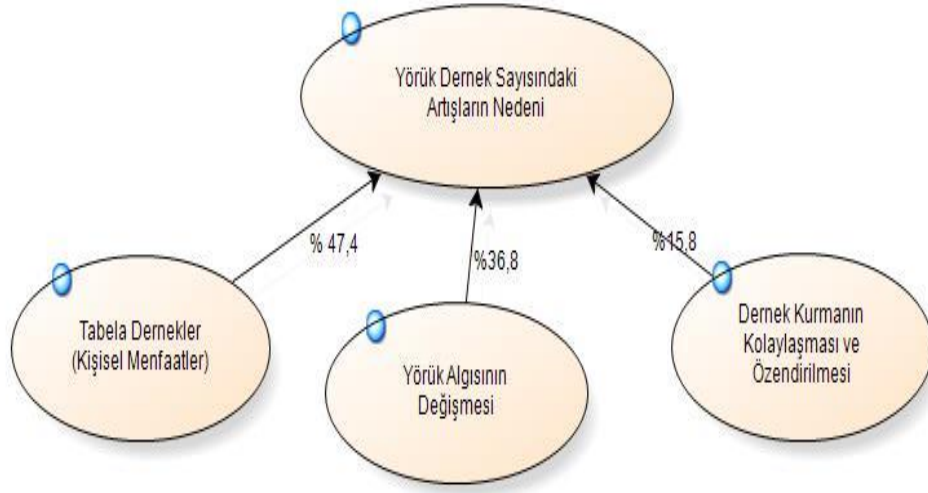 Yörük Dernek Sayısındaki
Artışların Nedeni
% 47,4
%36,8
%15,8
Tabela Dernekler
(Kişisel Menfaatler)
Yörük Algısının
Değişmesi
Dernek Kurmanın
Kolaylaşması ve
Özendirilmesi